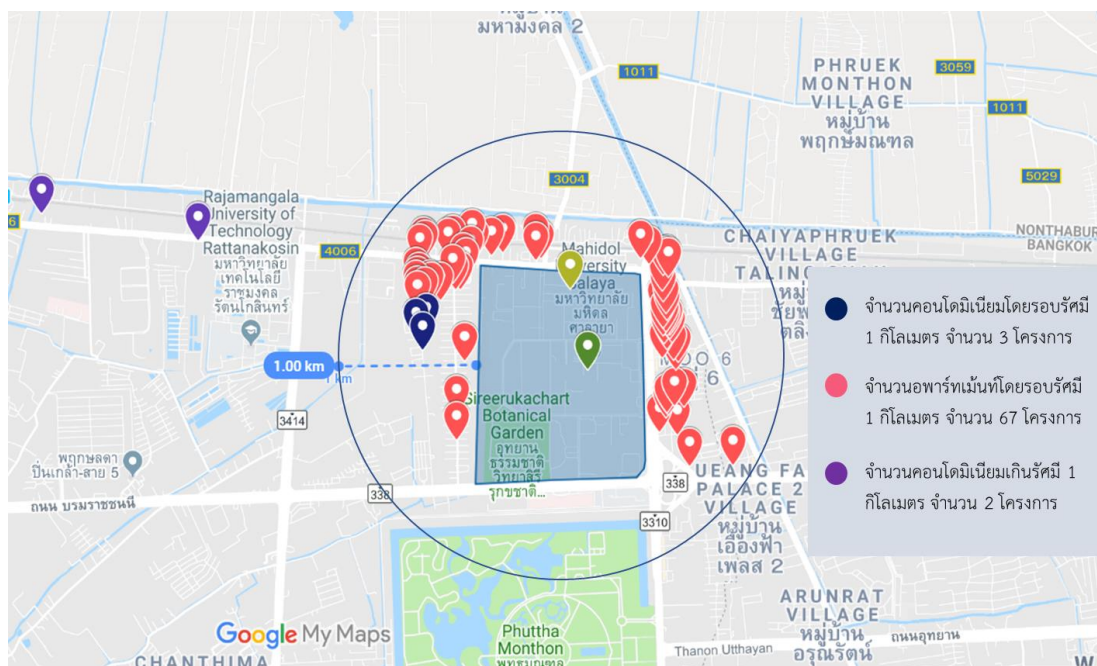 หมู่บ้าน
มหามงคล 2
1011
3059
PHRUEK
MONTHON
VILLAGE
หมู่บ้าน
พฤกษ์มณฑล
1011
3004
5029
Rajamangala
University of
Technology
Rattanakosin
มหาวิทยาลัย
เทคโนโลยี
ราชมงคล
รัตนโกสินทร์
4006
Mahidol
มหาวิทยาลัย
มหิดล
ศาลายา
CHAIYAPHRUEK
VILLAGE
NONTHABUR
BANGKOK
จำนวนคอนโดมิเนียมโดยรอบรัศมี
1 กิโลเมตร จำนวน 3 โครงการ
จำนวนอพาร์ทเม้นท์โดยรอบรัศมี
1 กิโลเมตร จำนวน 67 โครงการ
จำนวนคอนโดมิเนียมเกินรัศมี 1
กิโลเมตร จำนวน 2 โครงการ
1.00 km
1 km
3414
Sireerukachart
Botanical
Garden
อุทยาน
ธรรมชาติ
วิทยาสิรี
รุกขชาติ...
พฤกษลดา
ปิ่นเกล้า-สาย 5
ถนน บรมราชชนนี
338
338
3310
UEANG FA
PALACE 2
VILLAGE
หมู่บ้าน
เอื้องฟ้า
เพลส 2
ARUNRAT
VILLAGE
หมู่บ้าน
อรุณรัตน์
ถนนอุทยาน
Thanon Utthayan
Phuttha
Monthon
พุทธมณฑล
Google My Maps
CHANTHIMA